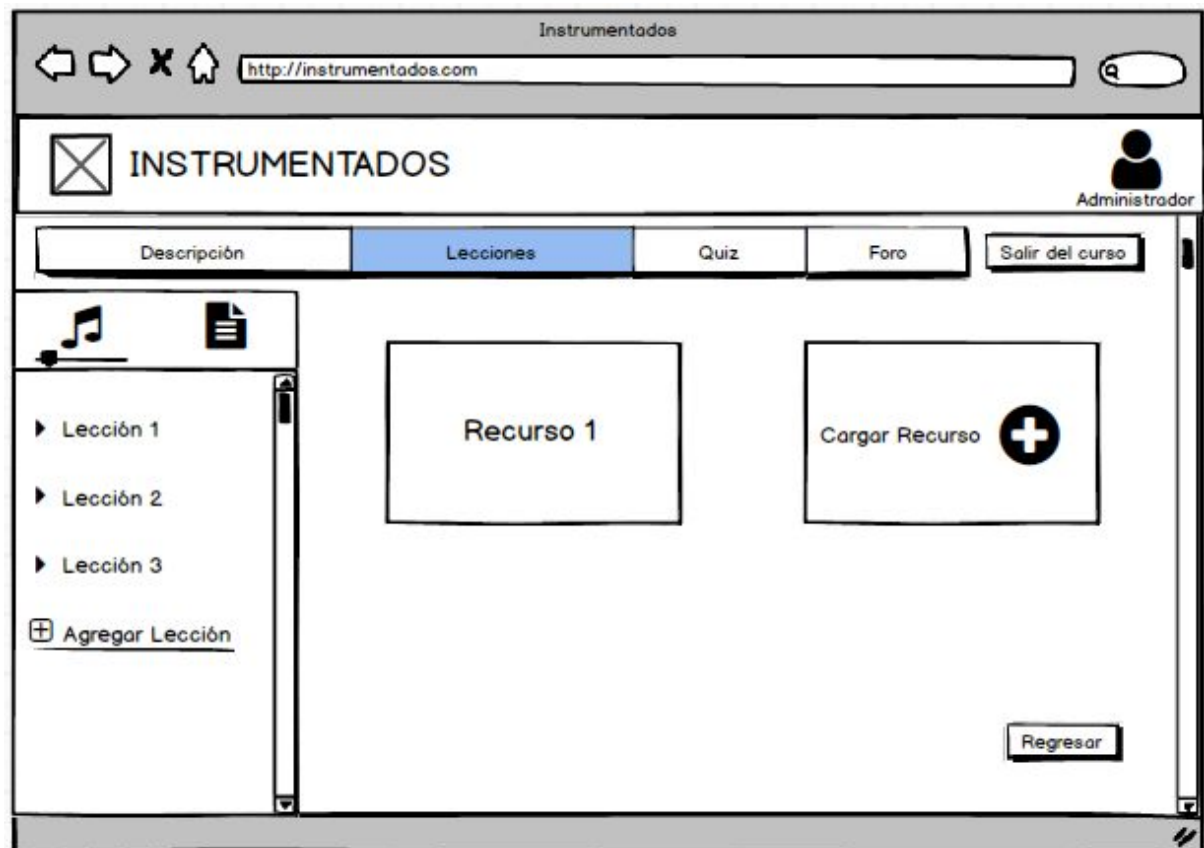 Instrumentados
http://instrumentados.com
INSTRUMENTADOS
Administrador
Descripción
Lecciones
Quiz
Foro
Salir del curso
Lección 1
Lección 2
Lección 3
Agregar Lección
Recurso 1
Cargar Recurso
Regresar